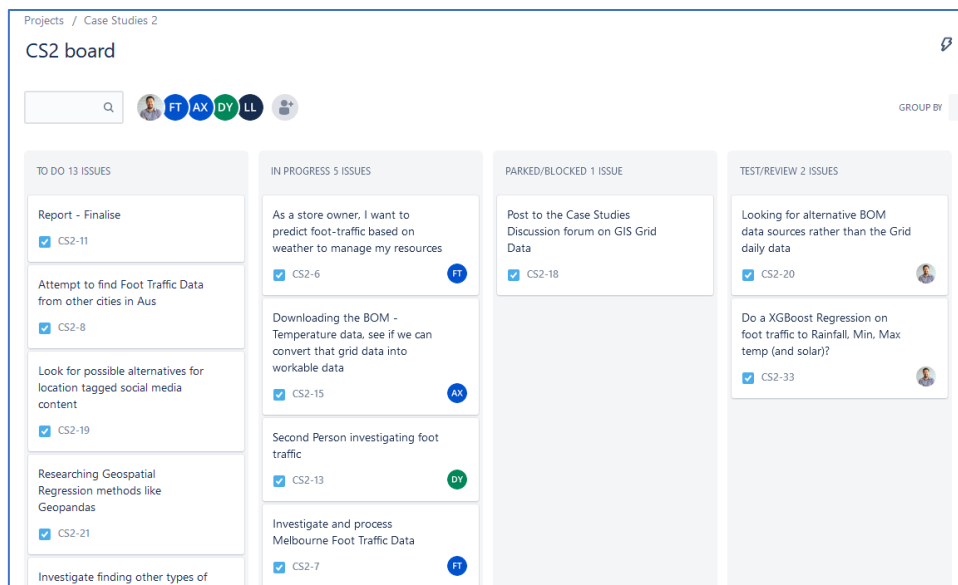 Projects / Case Studies 2
CS2 board
FT AX DY LL
GROUP BY
TO DO 13 ISSUES
Report - Finalise
CS2-11
Attempt to find Foot Traffic Data
from other cities in Aus
CS2-8
Look for possible alternatives for
location tagged social media
content
CS2-19
Researching Geospatial
Regression methods like
Geopandas
CS2-21
Investigate finding other types of
IN PROGRESS 5 ISSUES
As a store owner, I want to
predict foot-traffic based on
weather to manage my resources
CS2-6
FT
Downloading the BOM -
Temperature data, see if we can
convert that grid data into
workable data
CS2-15
AX
Second Person investigating foot
traffic
CS2-13
DY
Investigate and process
Melbourne Foot Traffic Data
CS2-7
FT
PARKED/BLOCKED 1 ISSUE
Post to the Case Studies
Discussion forum on GIS Grid
Data
CS2-18
TEST/REVIEW 2 ISSUES
Looking for alternative BOM
data sources rather than the Grid
daily data
CS2-20
Do a XGBoost Regression on
foot traffic to Rainfall, Min, Max
temp (and solar)?
CS2-33